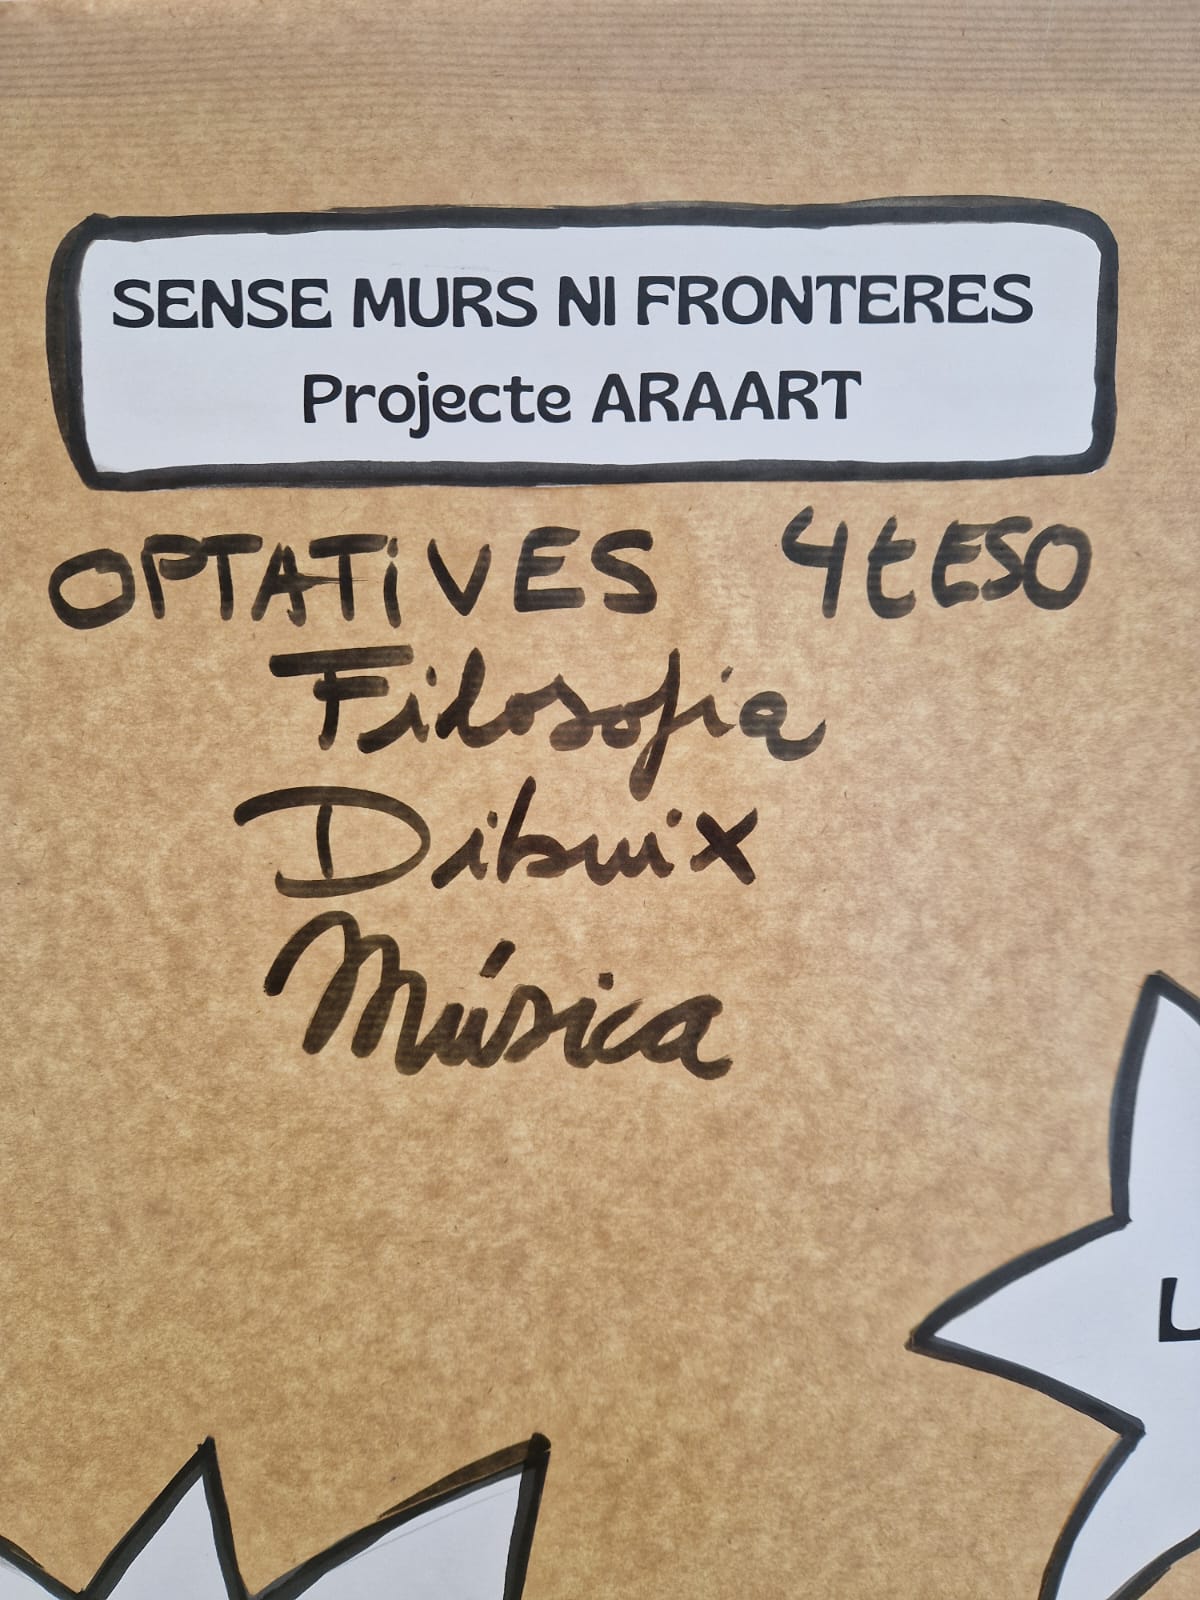 SENSE MURS NI FRONTERES
Projecte ARAART
OPTATIVES 4t ESO
Filosofia
Dibuix
Música